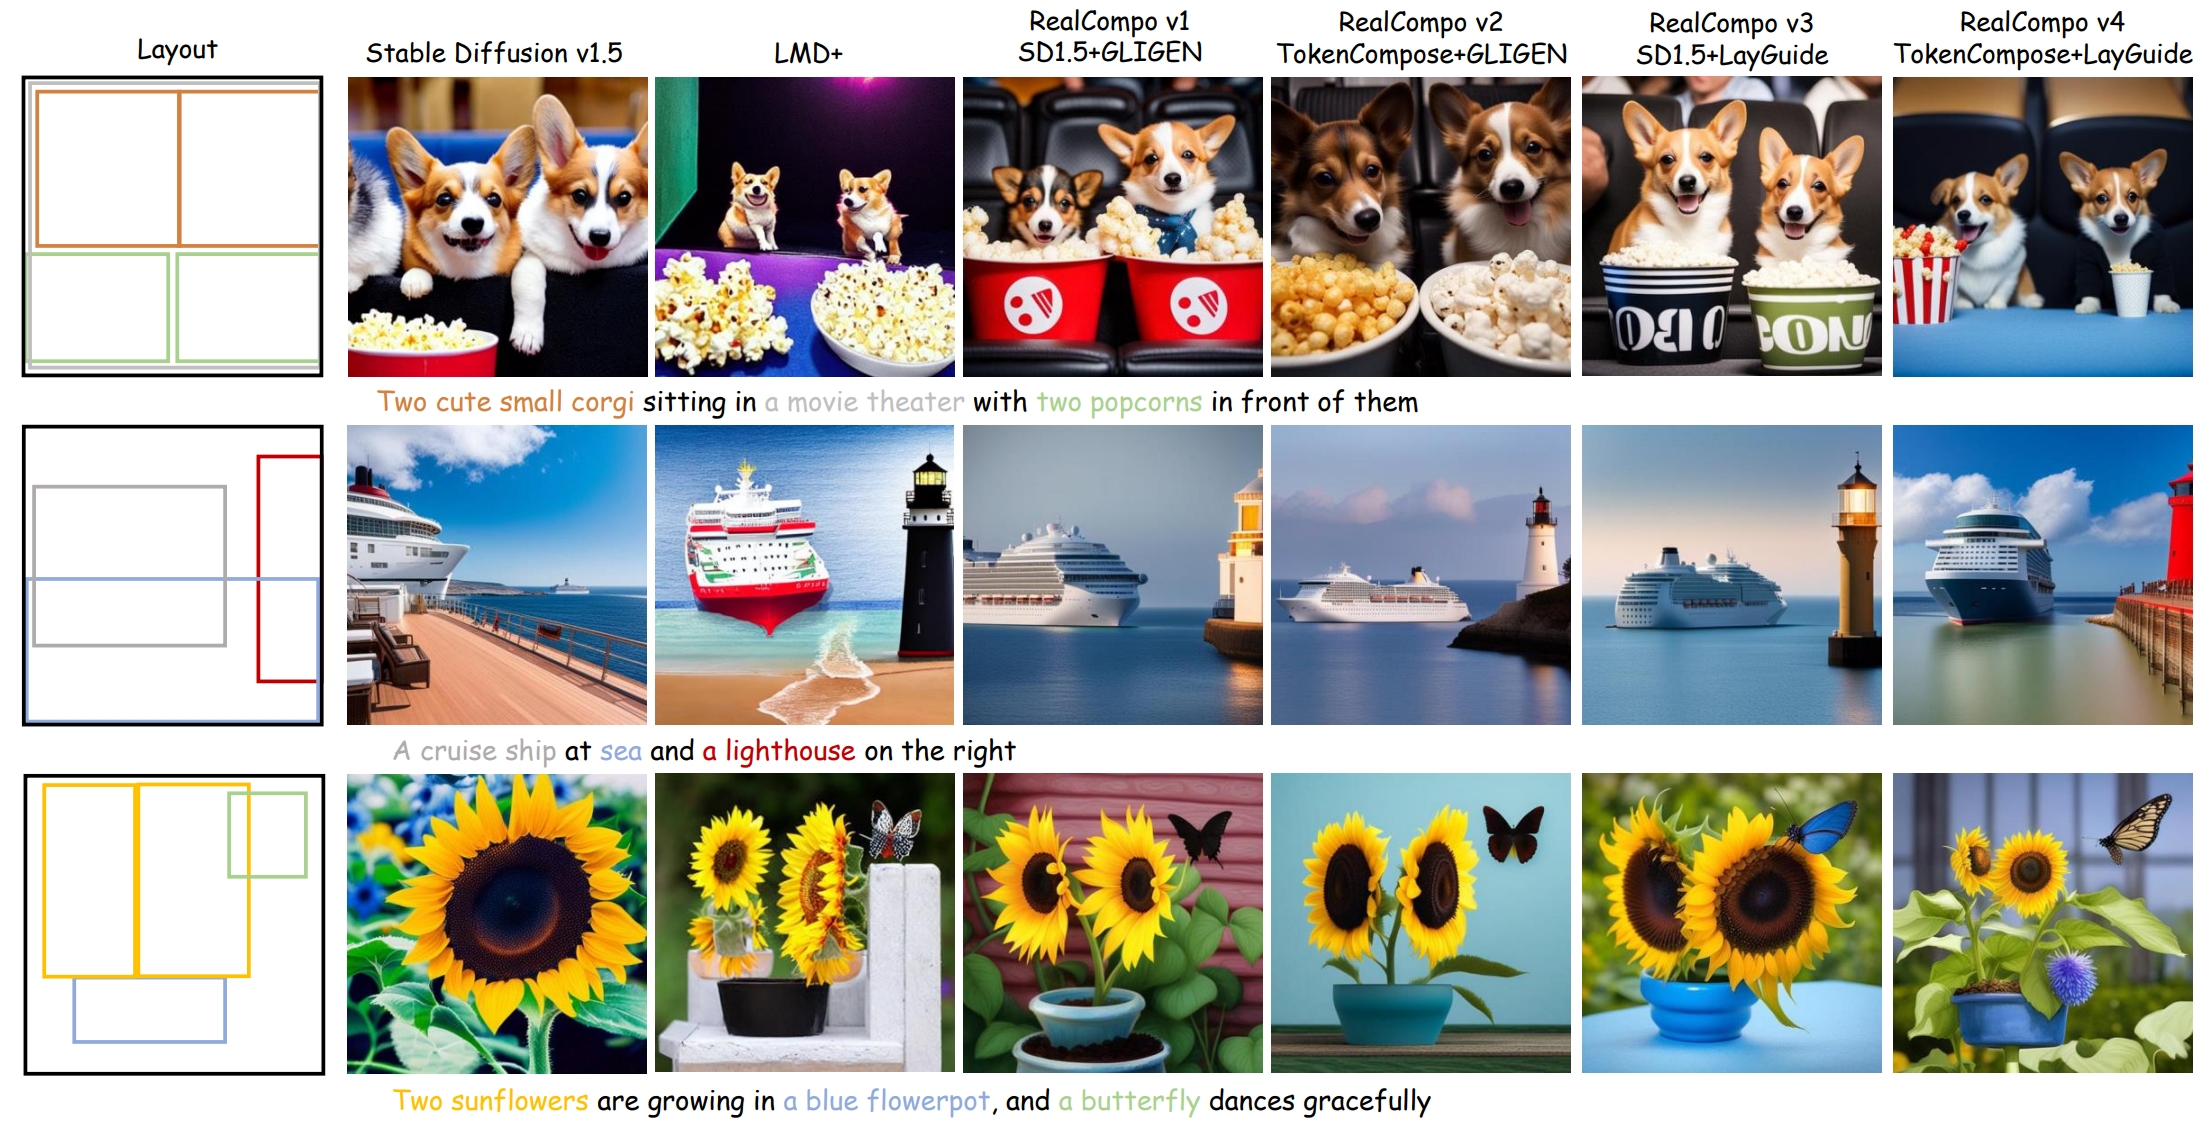 Layout
Stable Diffusion v1.5
LMD+
RealCompo v1
SD1.5+GLIGEN
RealCompo v2
TokenCompose+GLIGEN
RealCompo v3
SD1.5+LayGuide
RealCompo v4
TokenCompose+LayGuide
Two cute small corgi sitting in a movie theater with two popcorns in front of them
A cruise ship at sea and a lighthouse on the right
Two sunflowers are growing in a blue flowerpot, and a butterfly dances gracefully